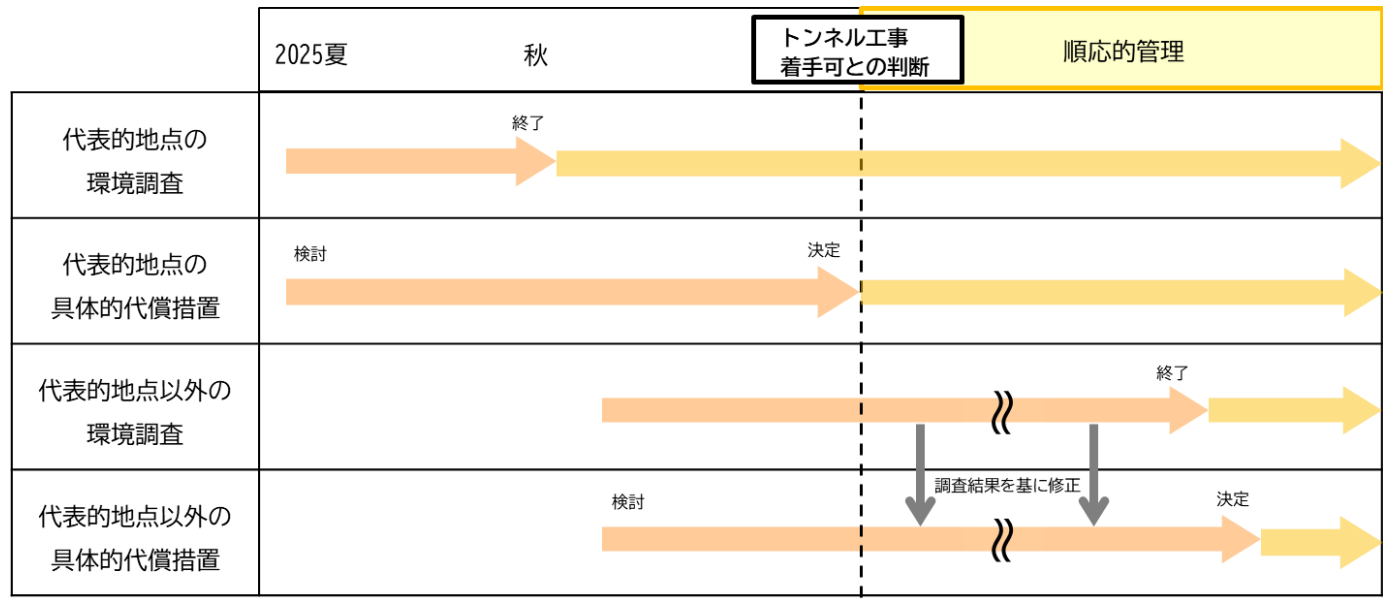 2025夏
秋
トンネル工事
着手可との判断
順応的管理
代表的地点の
環境調査
終了
代表的地点の
具体的代償措置
検討
決定
代表的地点以外の
環境調査
終了
調査結果を基に修正
代表的地点以外の
具体的代償措置
検討
決定